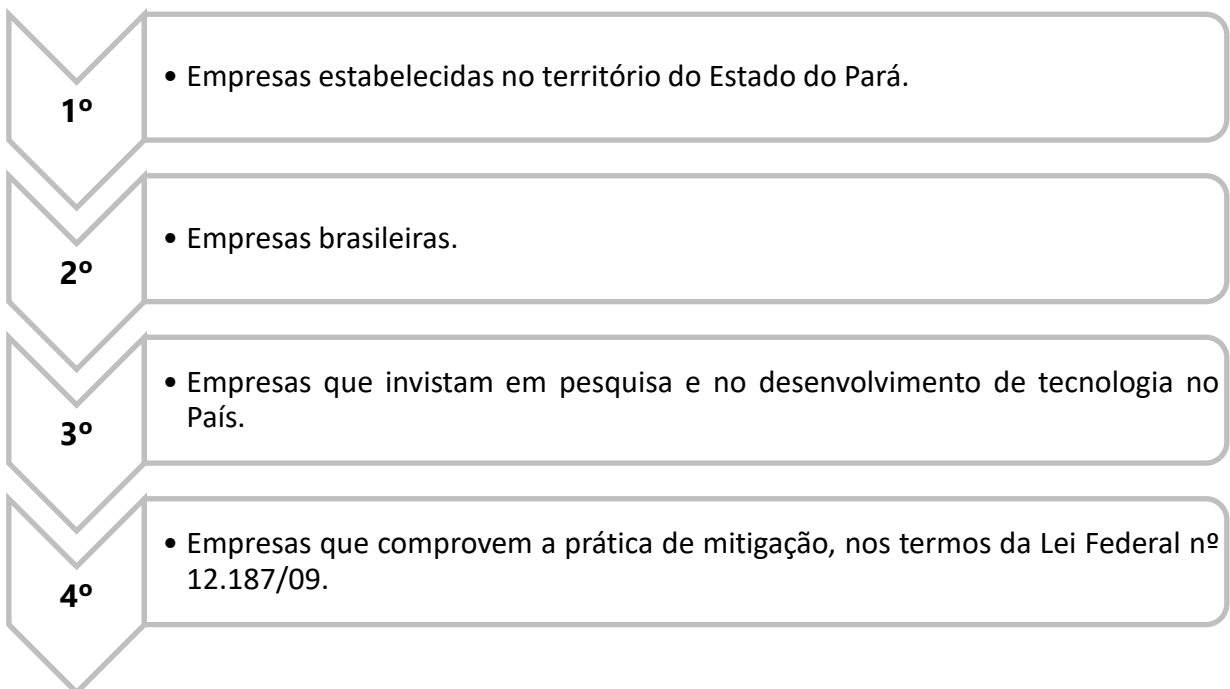 1º
• Empresas estabelecidas no território do Estado do Pará.
2º
• Empresas brasileiras.
3º
• Empresas que invistam em pesquisa e no desenvolvimento de tecnologia no
País.
4º
• Empresas que comprovem a prática de mitigação, nos termos da Lei Federal nº
12.187/09.